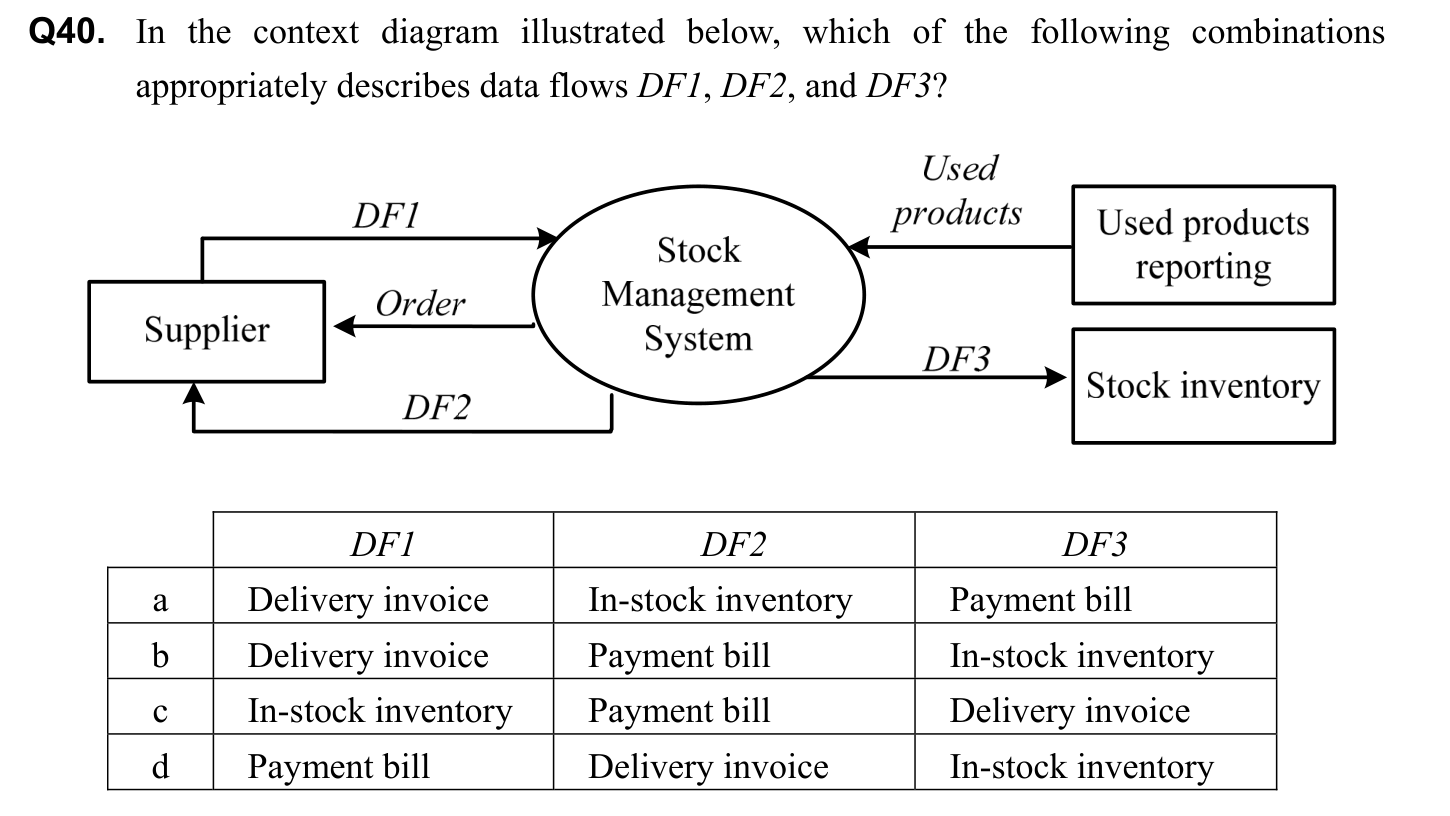 Q40. In the context diagram illustrated below, which of the following combinations
appropriately describes data flows DF1, DF2, and DF3?
Used
products
DF1
Used products
reporting
Stock
Management
System
Order
Supplier
DF3
Stock inventory
DF2
DF1 DF2 DF3
a Delivery invoice In-stock inventory Payment bill
b Delivery invoice Payment bill In-stock inventory
c In-stock inventory Payment bill Delivery invoice
d Payment bill Delivery invoice In-stock inventory